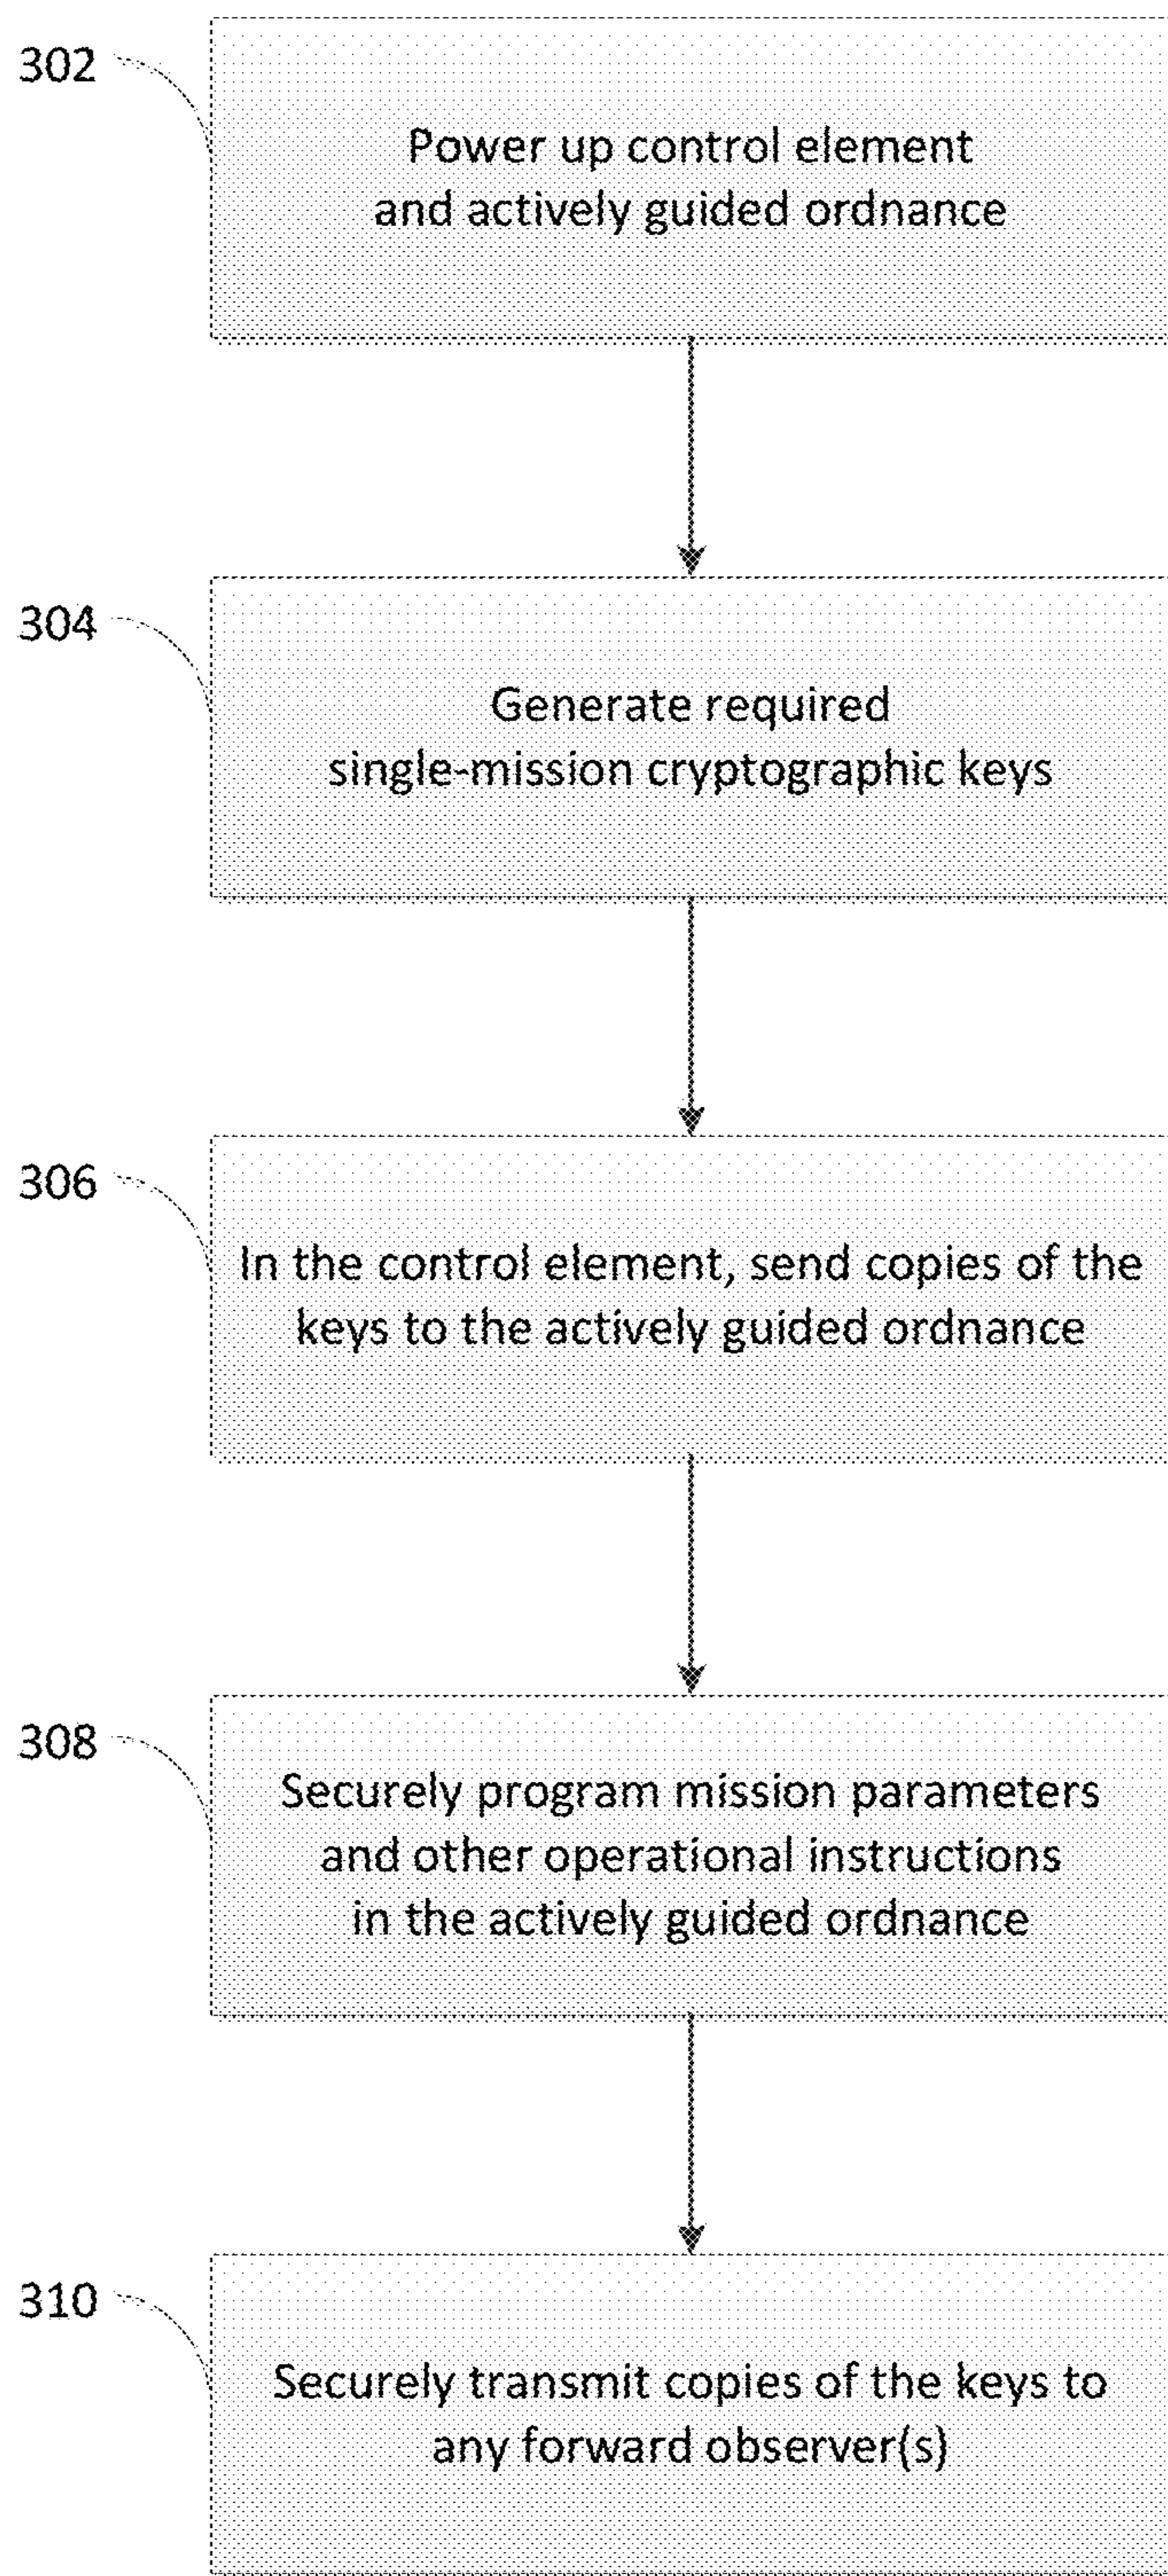 302
Power up control element
and actively guided ordnance
304
Generate required
single-mission cryptographic keys
306
In the control element, send copies of the
keys to the actively guided ordnance
308
Securely program mission parameters
and other operational instructions
in the actively guided ordnance
310
Securely transmit copies of the keys to
any forward observer(s)